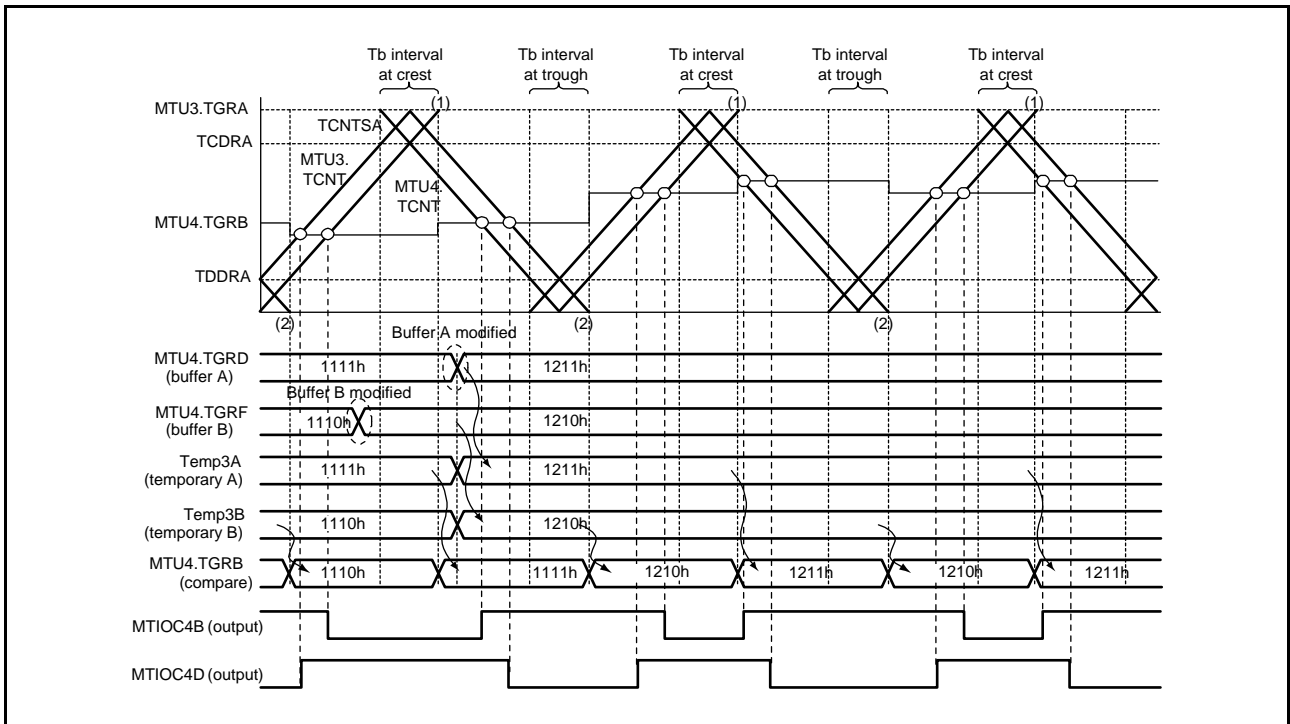 Tb interval
at crest
Tb interval
at trough
Tb interval
at crest
Tb interval
at trough
Tb interval
at crest
MTU3.TGRA
(1)
(1)
(1)
TCNTSA
TCDRA
MTU3.
TCNT
MTU4.
TCNT
MTU4.TGRB
TDDRA
(2)
(2)
(2)
Buffer A modified
MTU4.TGRD
(buffer A)
1111h
1211h
Buffer B modified
MTU4.TGRF
(buffer B)
1110h
1210h
Temp3A
(temporary A)
1111h
1211h
Temp3B
(temporary B)
1110h
1210h
MTU4.TGRB
(compare)
1110h
1111h
1210h
1211h
1210h
1211h
MTIOC4B (output)
MTIOC4D (output)